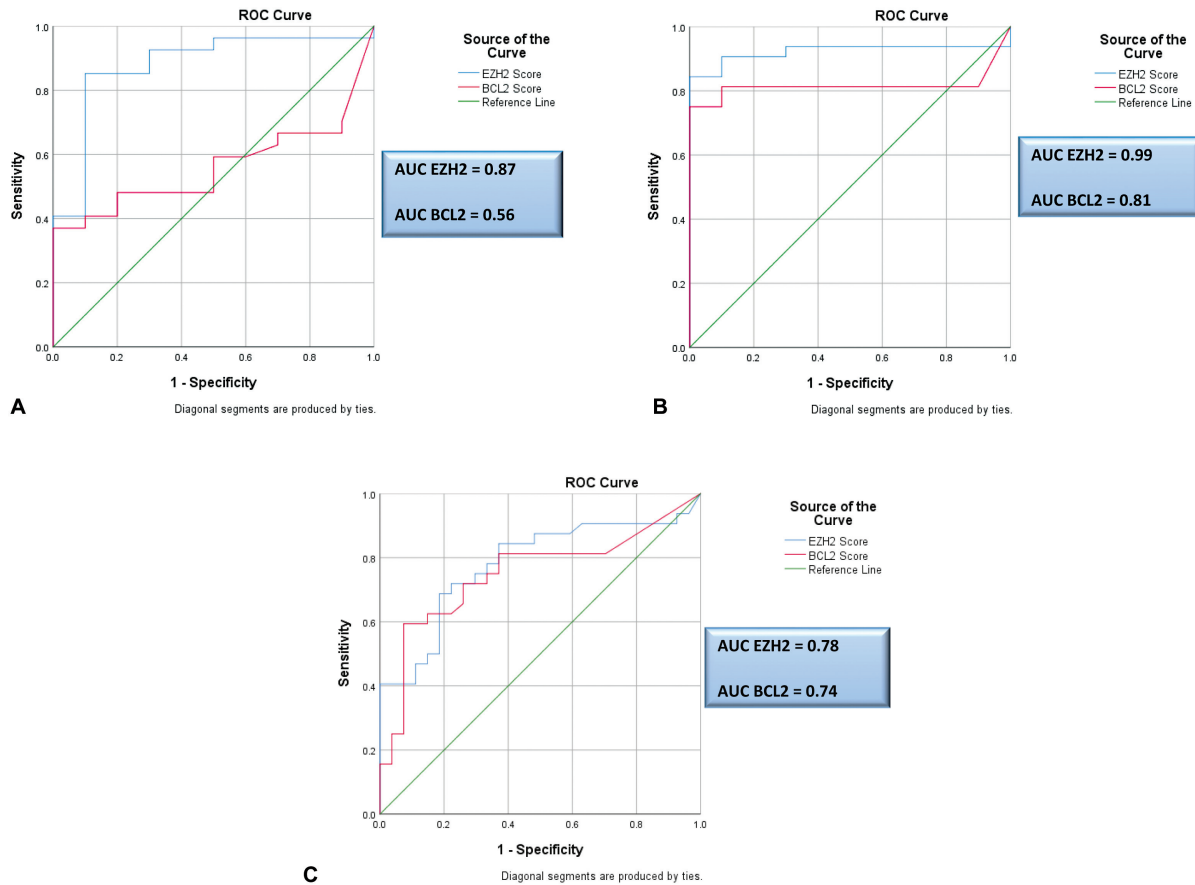 ROC Curve
1.0
0.8
0.6
0.4
0.2
0.0
Sensitivity
0.0 0.2 0.4 0.6 0.8 1.0
1 - Specificity
Diagonal segments are produced by ties.
Source of the
Curve
EZH2 Score
BCL2 Score
Reference Line
AUC EZH2 = 0.87
AUC BCL2 = 0.56
A
ROC Curve
1.0
0.8
0.6
0.4
0.2
0.0
Sensitivity
0.0 0.2 0.4 0.6 0.8 1.0
1 - Specificity
Diagonal segments are produced by ties.
Source of the
Curve
EZH2 Score
BCL2 Score
Reference Line
AUC EZH2 = 0.99
AUC BCL2 = 0.81
B
ROC Curve
1.0
0.8
0.6
0.4
0.2
0.0
Sensitivity
0.0 0.2 0.4 0.6 0.8 1.0
1 - Specificity
Diagonal segments are produced by ties.
Source of the
Curve
EZH2 Score
BCL2 Score
Reference Line
AUC EZH2 = 0.78
AUC BCL2 = 0.74
C